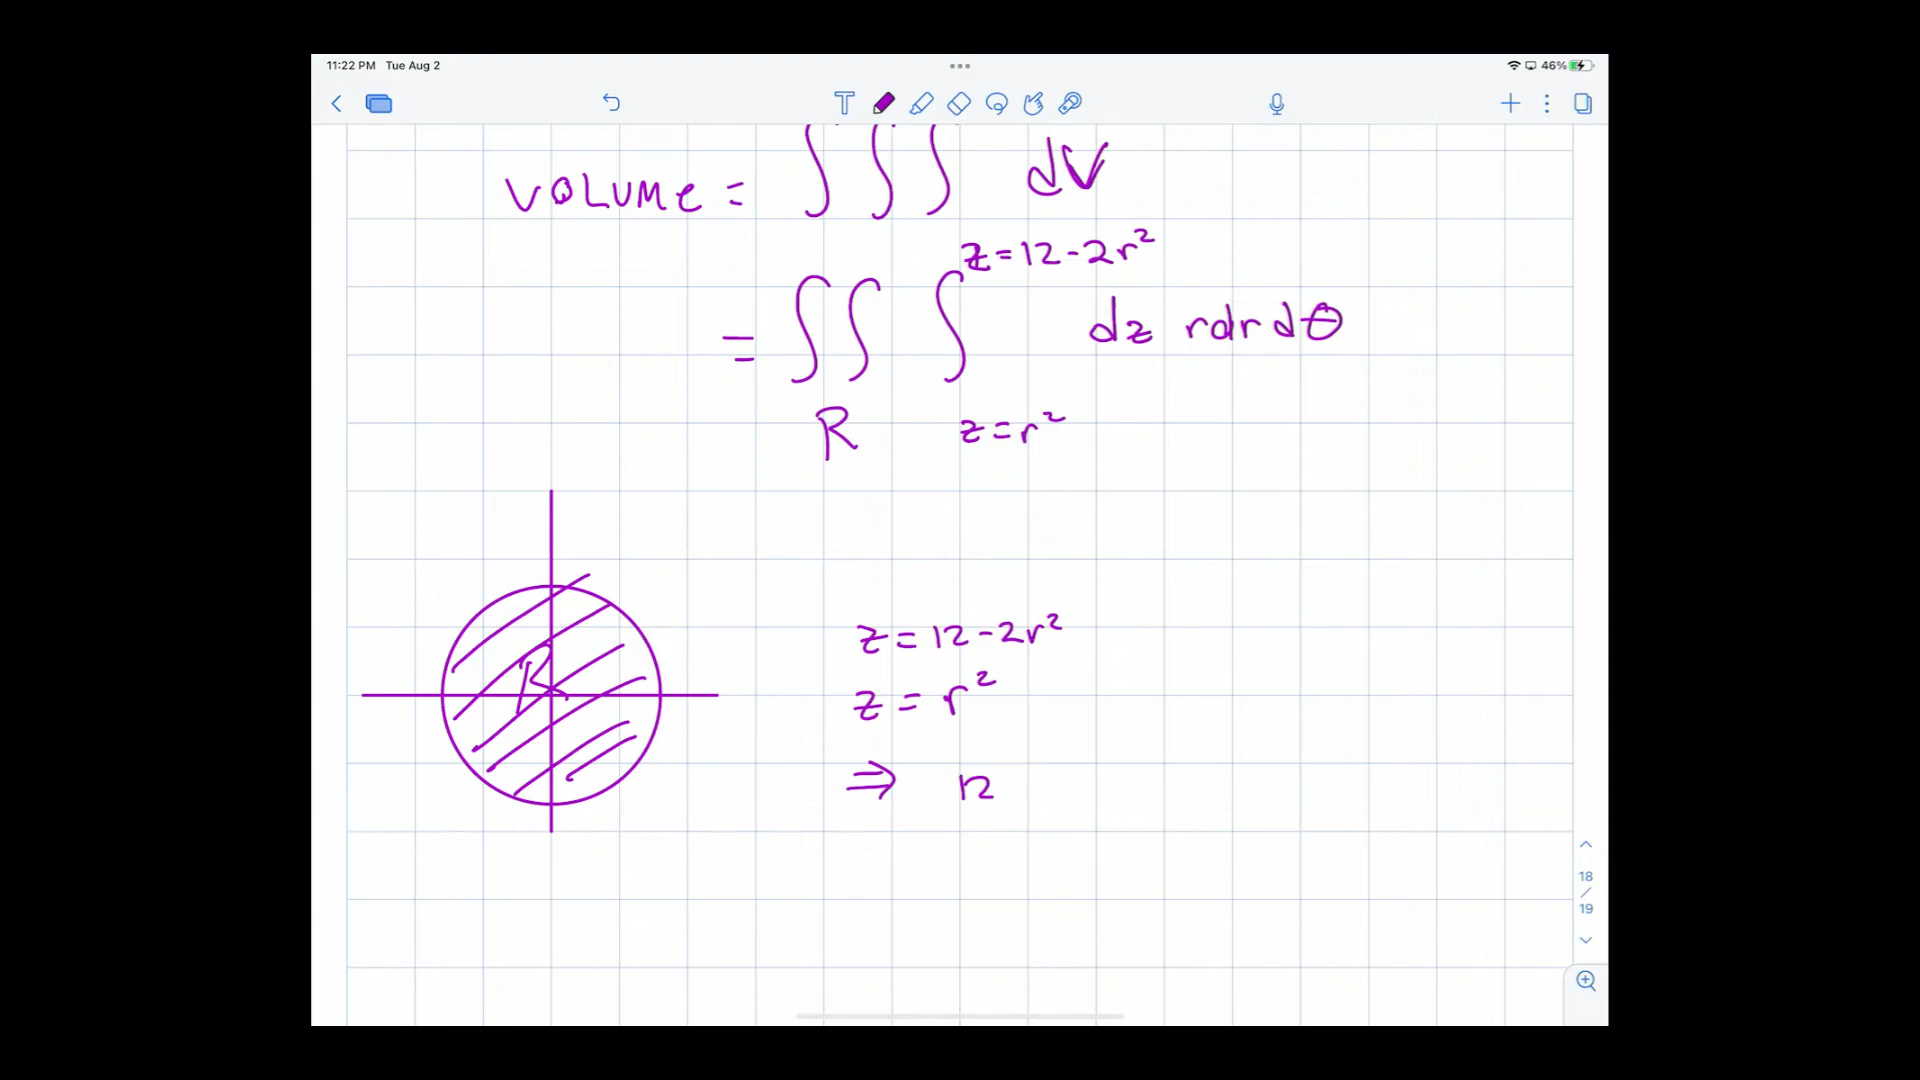 11:22 PM Tue Aug 2
46%
VOLUME = ∫∫∫ dV
z = 12 - 2r²
= ∫∫ ∫ dz rdrdθ
R z = r²
R
z = 12 - 2r²
z = r²
⇒ 12
18
/
19